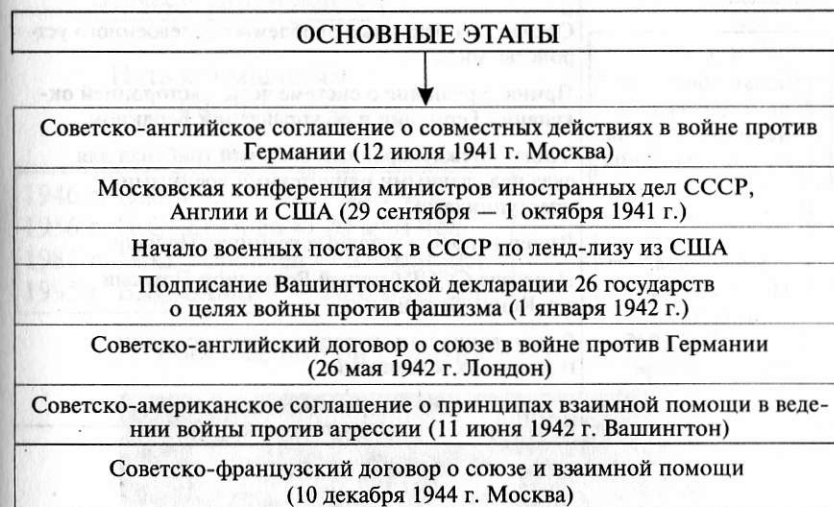 ОСНОВНЫЕ ЭТАПЫ
Советско-английское соглашение о совместных действиях в войне против
Германии (12 июля 1941 г. Москва)
Московская конференция министров иностранных дел СССР,
Англии и США (29 сентября — 1 октября 1941 г.)
Начало военных поставок в СССР по ленд-лизу из США
Подписание Вашингтонской декларации 26 государств
о целях войны против фашизма (1 января 1942 г.)
Советско-английский договор о союзе в войне против Германии
(26 мая 1942 г. Лондон)
Советско-американское соглашение о принципах взаимной помощи в веде-
нии войны против агрессии (11 июня 1942 г. Вашингтон)
Советско-французский договор о союзе и взаимной помощи
(10 декабря 1944 г. Москва)